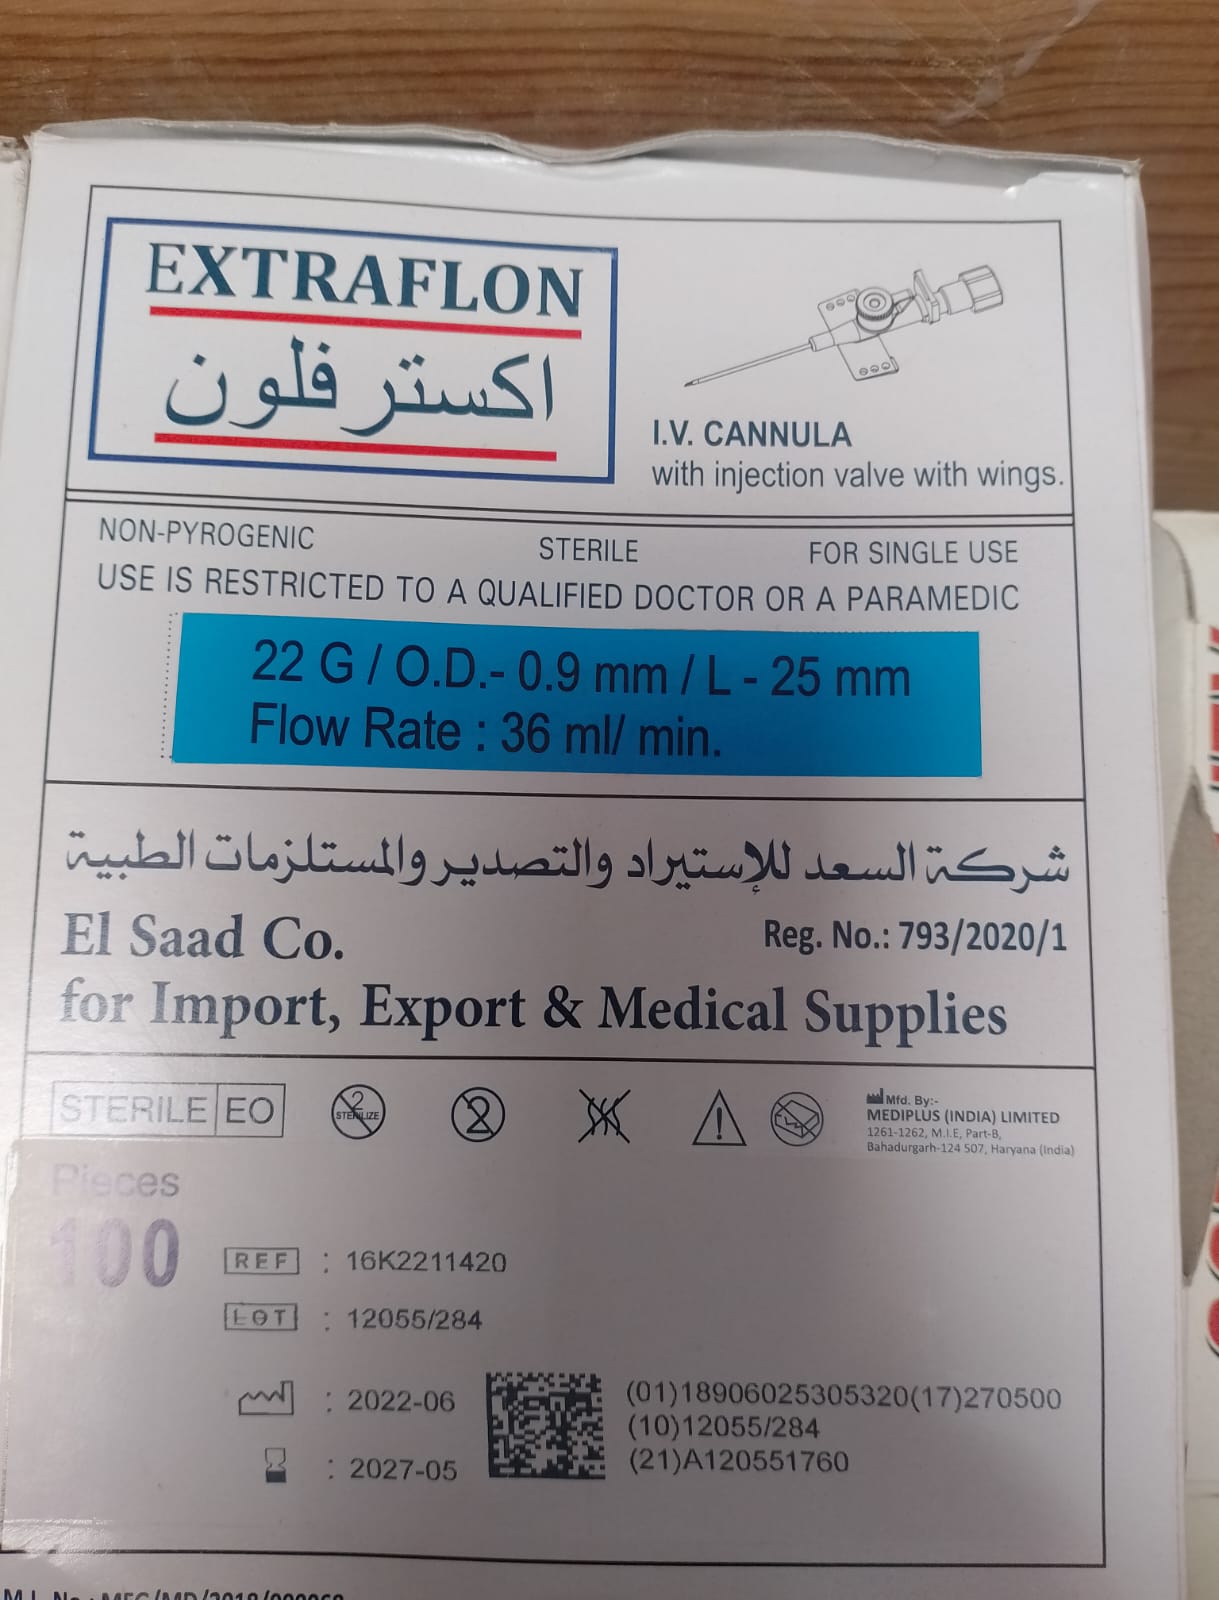 EXTRAFLON
اكسترفلون
I.V. CANNULA
with injection valve with wings.
NON-PYROGENIC STERILE FOR SINGLE USE
USE IS RESTRICTED TO A QUALIFIED DOCTOR OR A PARAMEDIC
22 G / O.D.- 0.9 mm / L - 25 mm
Flow Rate : 36 ml/ min.
شركة السعد للإستيراد والتصدير والمستلزمات الطبية
El Saad Co. Reg. No.: 793/2020/1
for Import, Export & Medical Supplies
STERILE EO
2 STERILIZE
2
Mfd. By:-
MEDIPLUS (INDIA) LIMITED
1261-1262, M.I.E, Part-B,
Bahadurgarh-124 507, Haryana (India)
Pieces
100
REF : 16K2211420
LOT : 12055/284
: 2022-06
: 2027-05
(01)18906025305320(17)270500
(10)12055/284
(21)A120551760